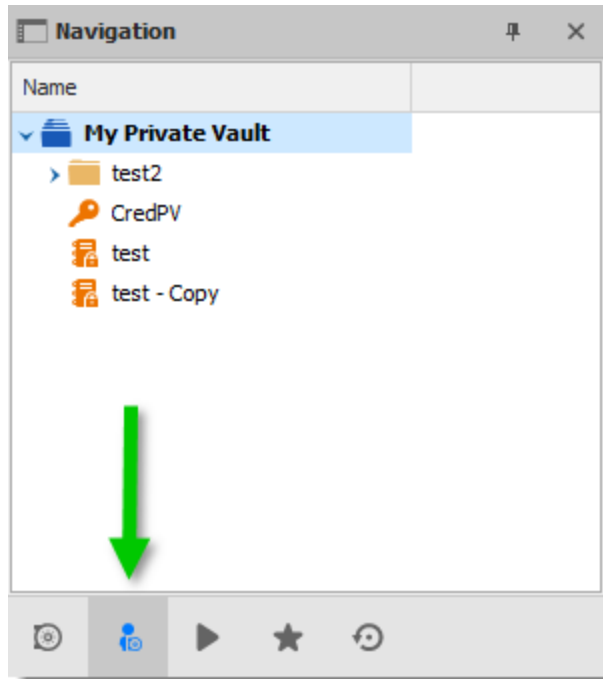 Navigation
Name
My Private Vault
test2
CredPV
test
test - Copy